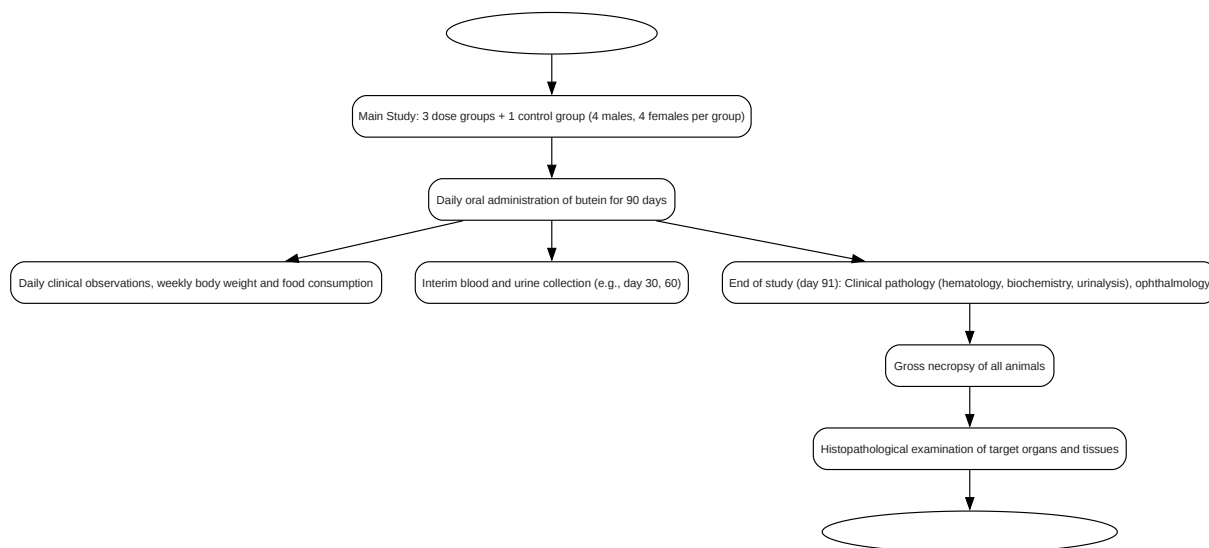 Main Study: 3 dose groups + 1 control group (4 males, 4 females per group)
Daily oral administration of butein for 90 days
Daily clinical observations, weekly body weight and food consumption
Interim blood and urine collection (e.g., day 30, 60)
End of study (day 91): Clinical pathology (hematology, biochemistry, urinalysis), ophthalmology
Gross necropsy of all animals
Histopathological examination of target organs and tissues